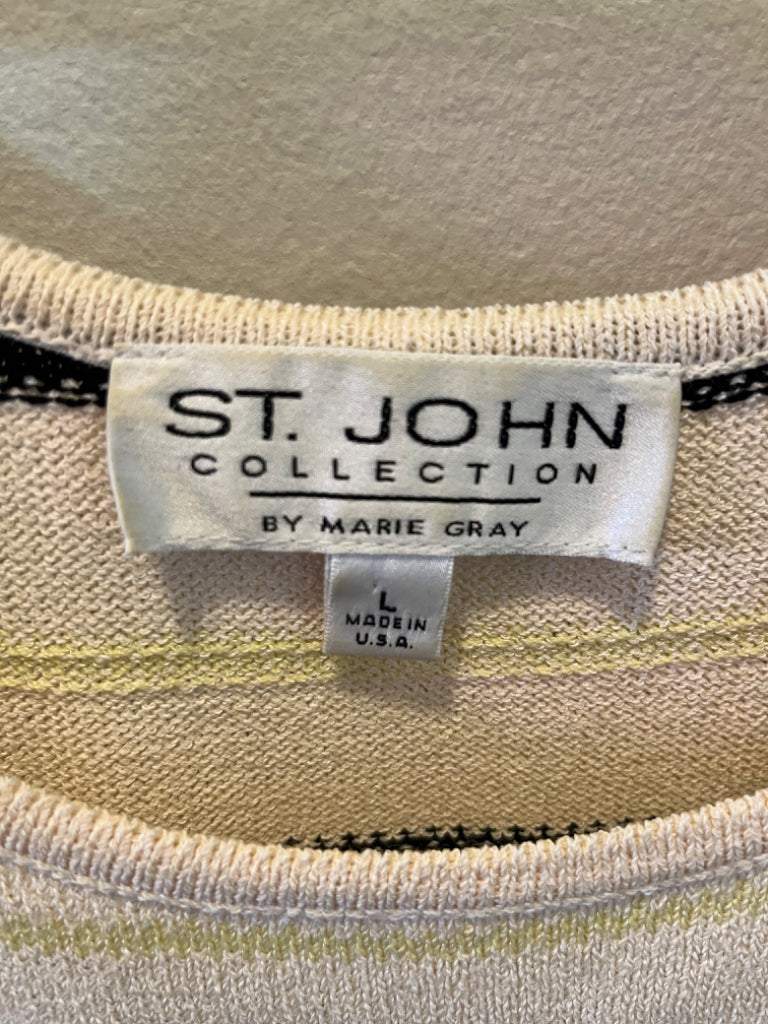 ST. JOHN
COLLECTION
BY MARIE GRAY
L
MADE IN
U.S.A.